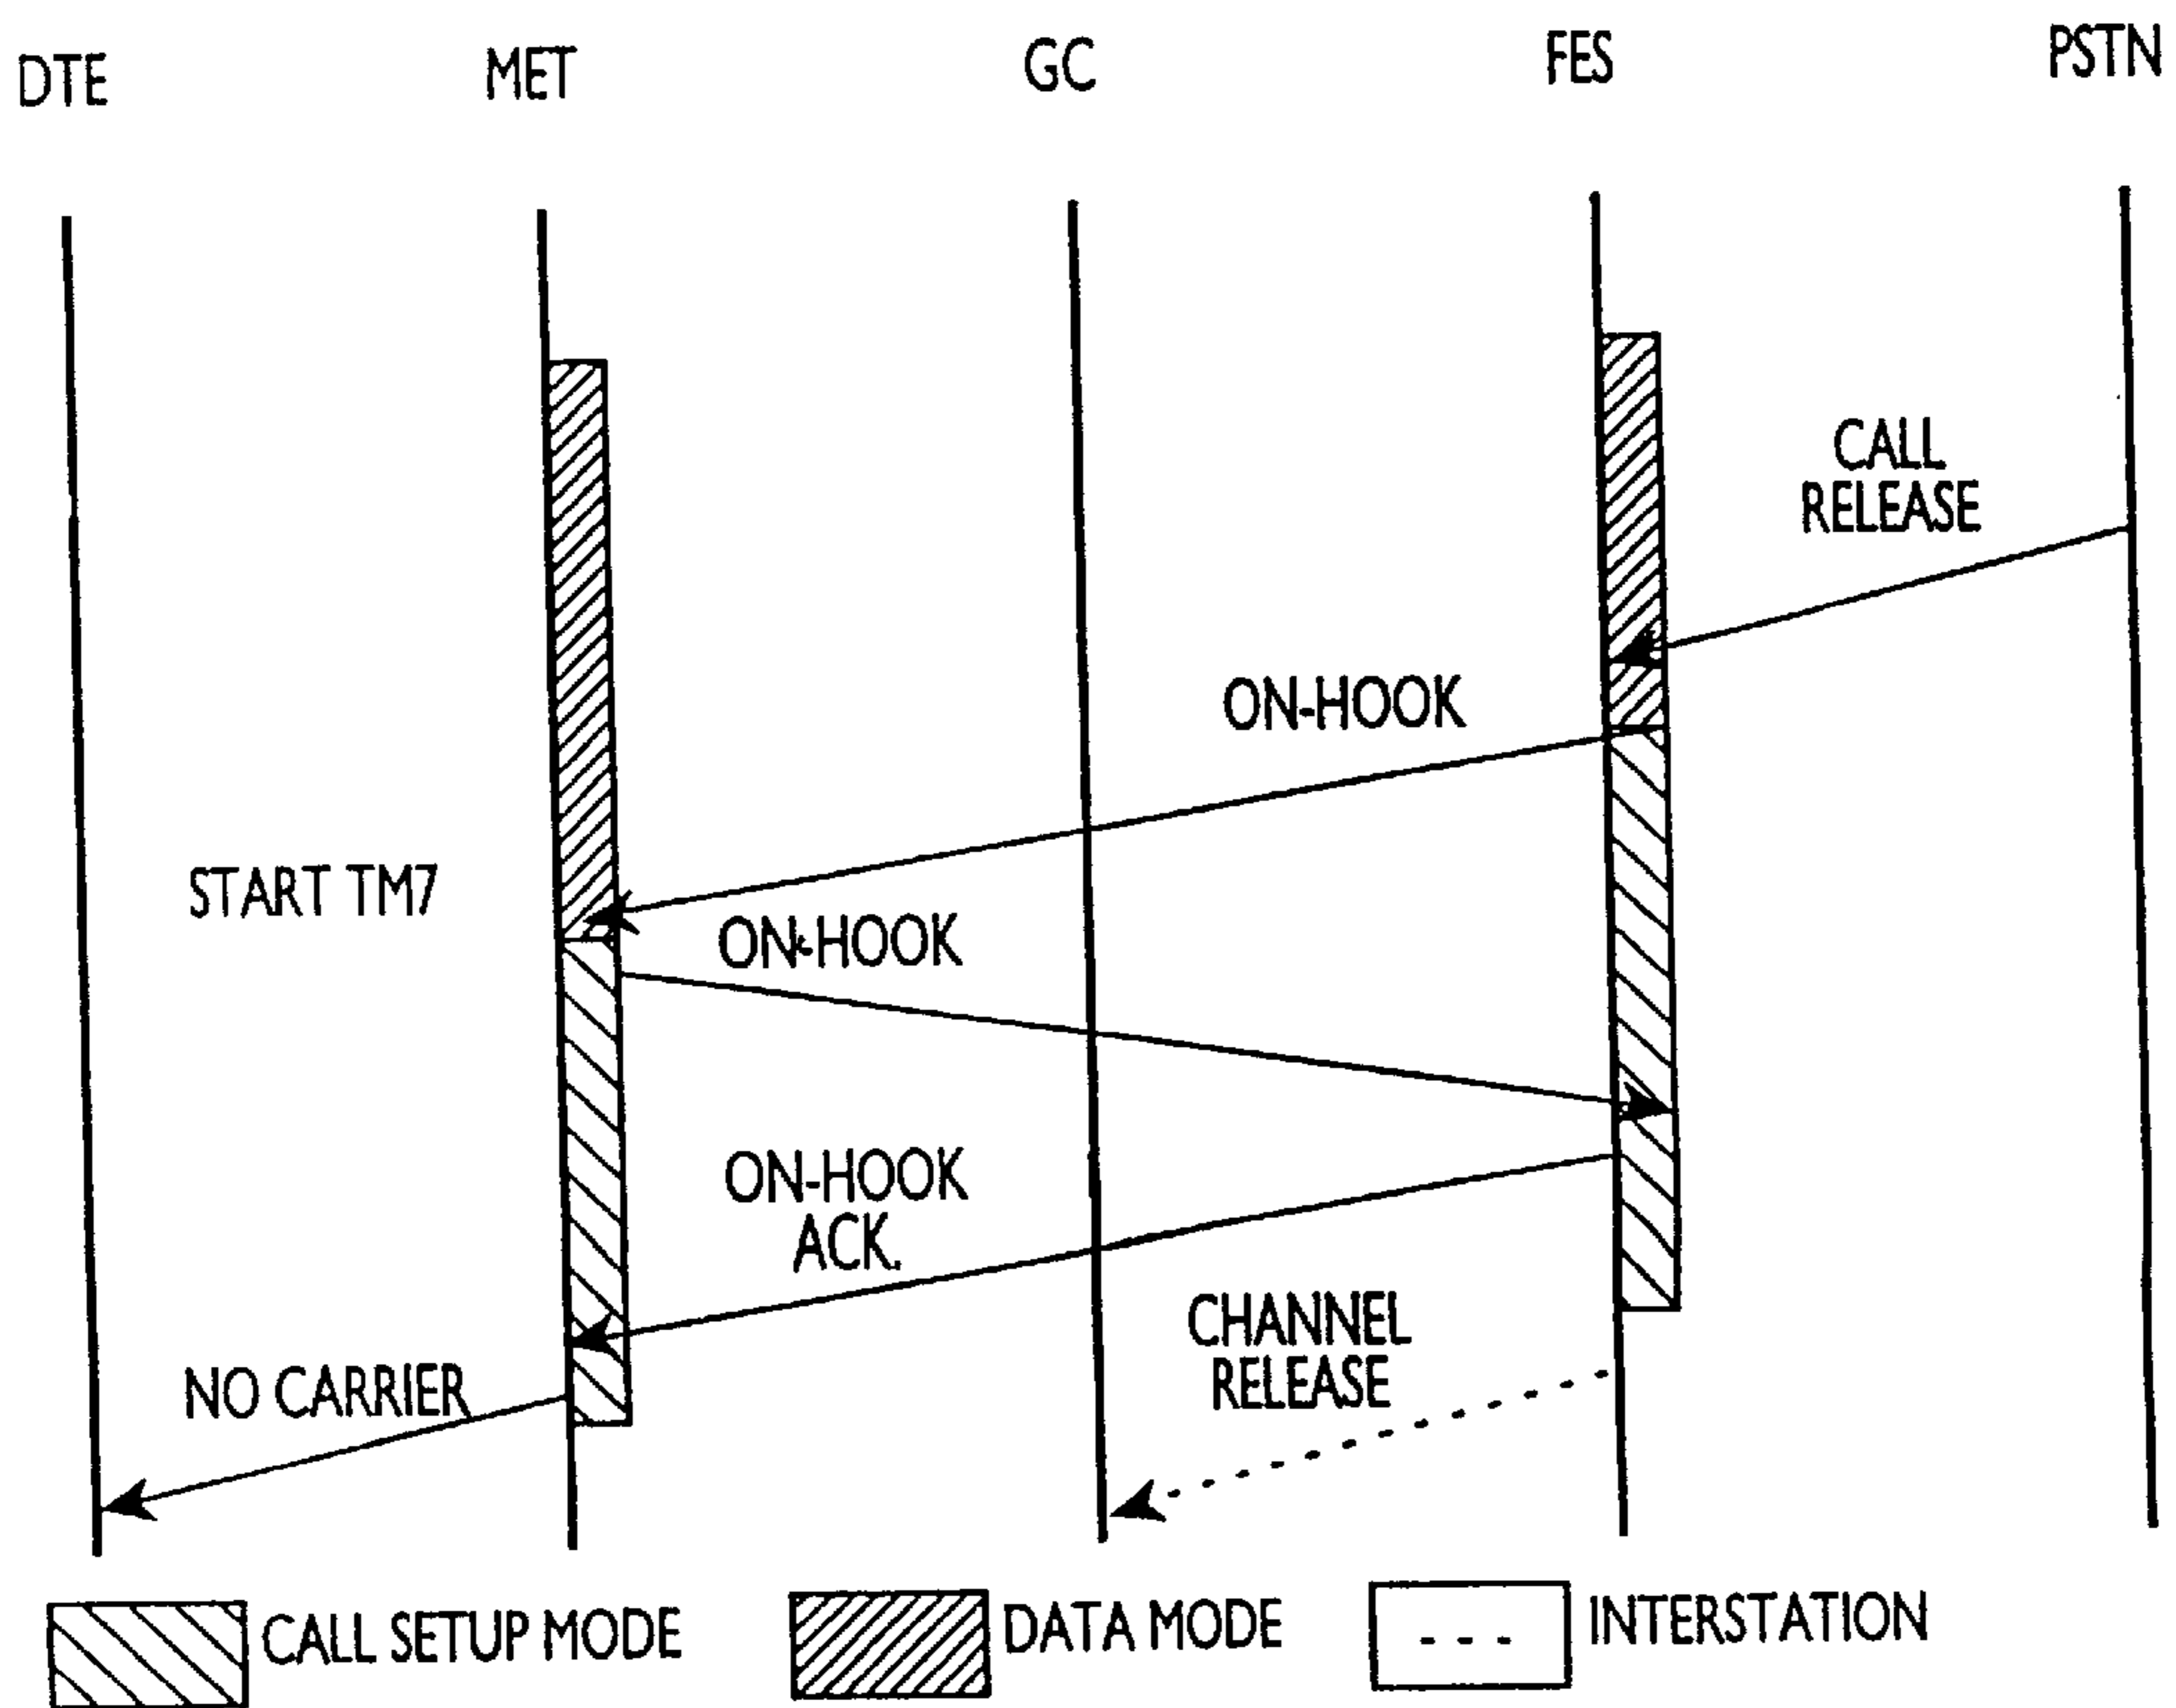 DTE
MET
GC
FES
PSTN
CALL
RELEASE
ON-HOOK
START TM7
ON-HOOK
ON-HOOK
ACK.
CHANNEL
RELEASE
NO CARRIER
CALL SETUP MODE
DATA MODE
INTERSTATION